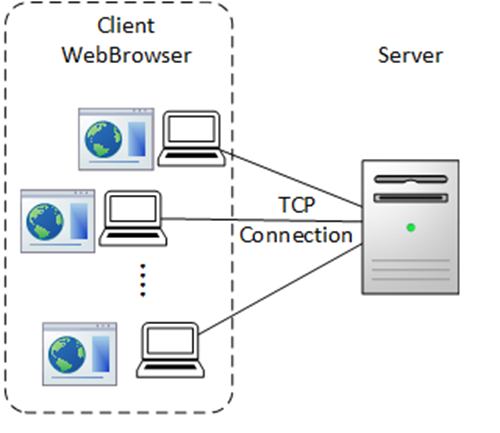 Client
WebBrowser
Server
TCP
Connection